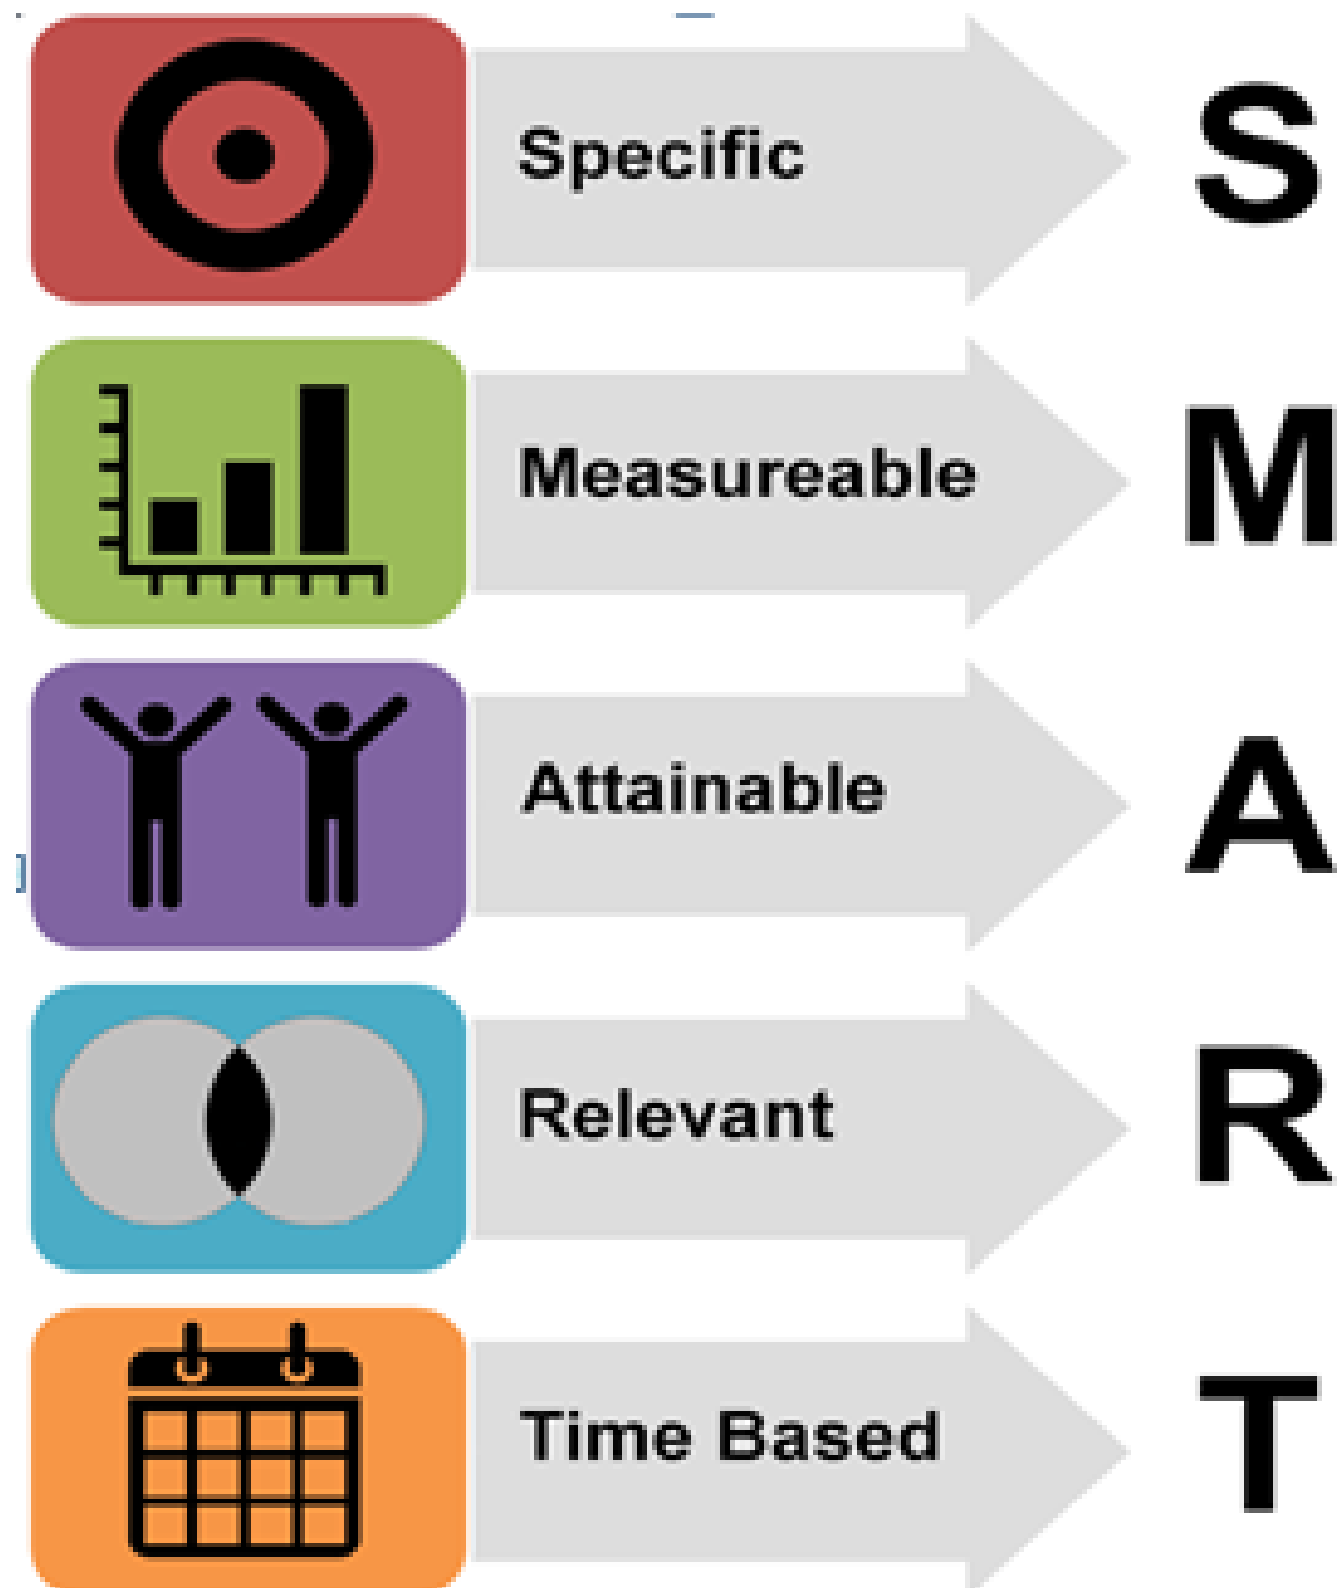 Specific S
Measureable M
Attainable A
Relevant R
Time Based T